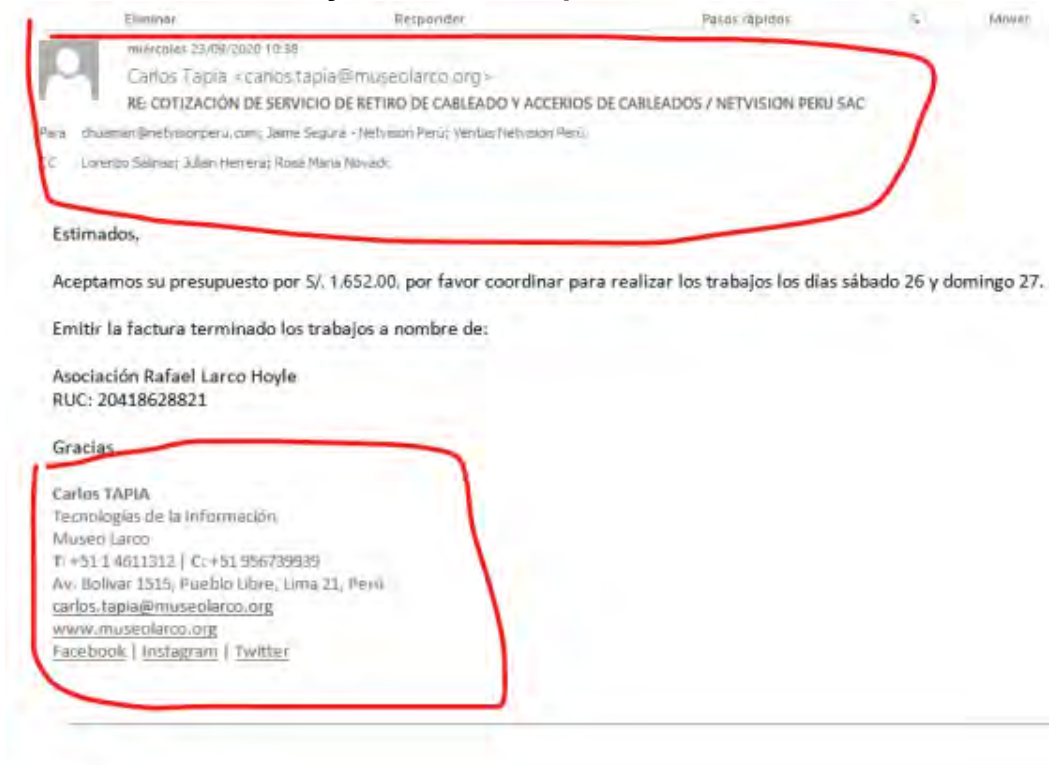 Eliminar Responder Pasos rápidos Mover
miércoles 23/09/2020 10:38
Carlos Tapia <carlos.tapia@museolarco.org>
RE: COTIZACIÓN DE SERVICIO DE RETIRO DE CABLEADO Y ACCERIOS DE CABLEADOS / NETVISION PERU SAC
Para Jaime Segura - Netvision Perú; Ventas Netvision Perú;
CC Lorenzo Salinas; Julian Herrera; Rosa María Novack;
Estimados,
Aceptamos su presupuesto por S/. 1.652.00, por favor coordinar para realizar los trabajos los días sábado 26 y domingo 27.
Emitir la factura terminado los trabajos a nombre de:
Asociación Rafael Larco Hoyle
RUC: 20418628821
Gracias
Carlos TAPIA
Tecnologías de la Información
Museo Larco
T: +51 1 4611312 | C: +51 956739939
Av. Bolivar 1515, Pueblo Libre, Lima 21, Perú
carlos.tapia@museolarco.org
www.museolarco.org
Facebook | Instagram | Twitter